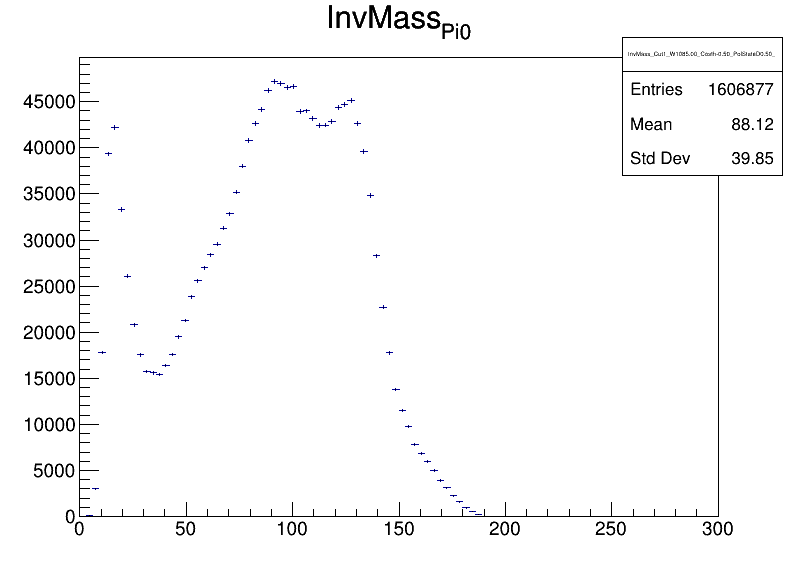 InvMass_Pi0
InvMass_Cut1_W1085.00_Costh-0.50_PolStateD0.50_
Entries 1606877
Mean 88.12
Std Dev 39.85
45000
40000
35000
30000
25000
20000
15000
10000
5000
0
0 50 100 150 200 250 300